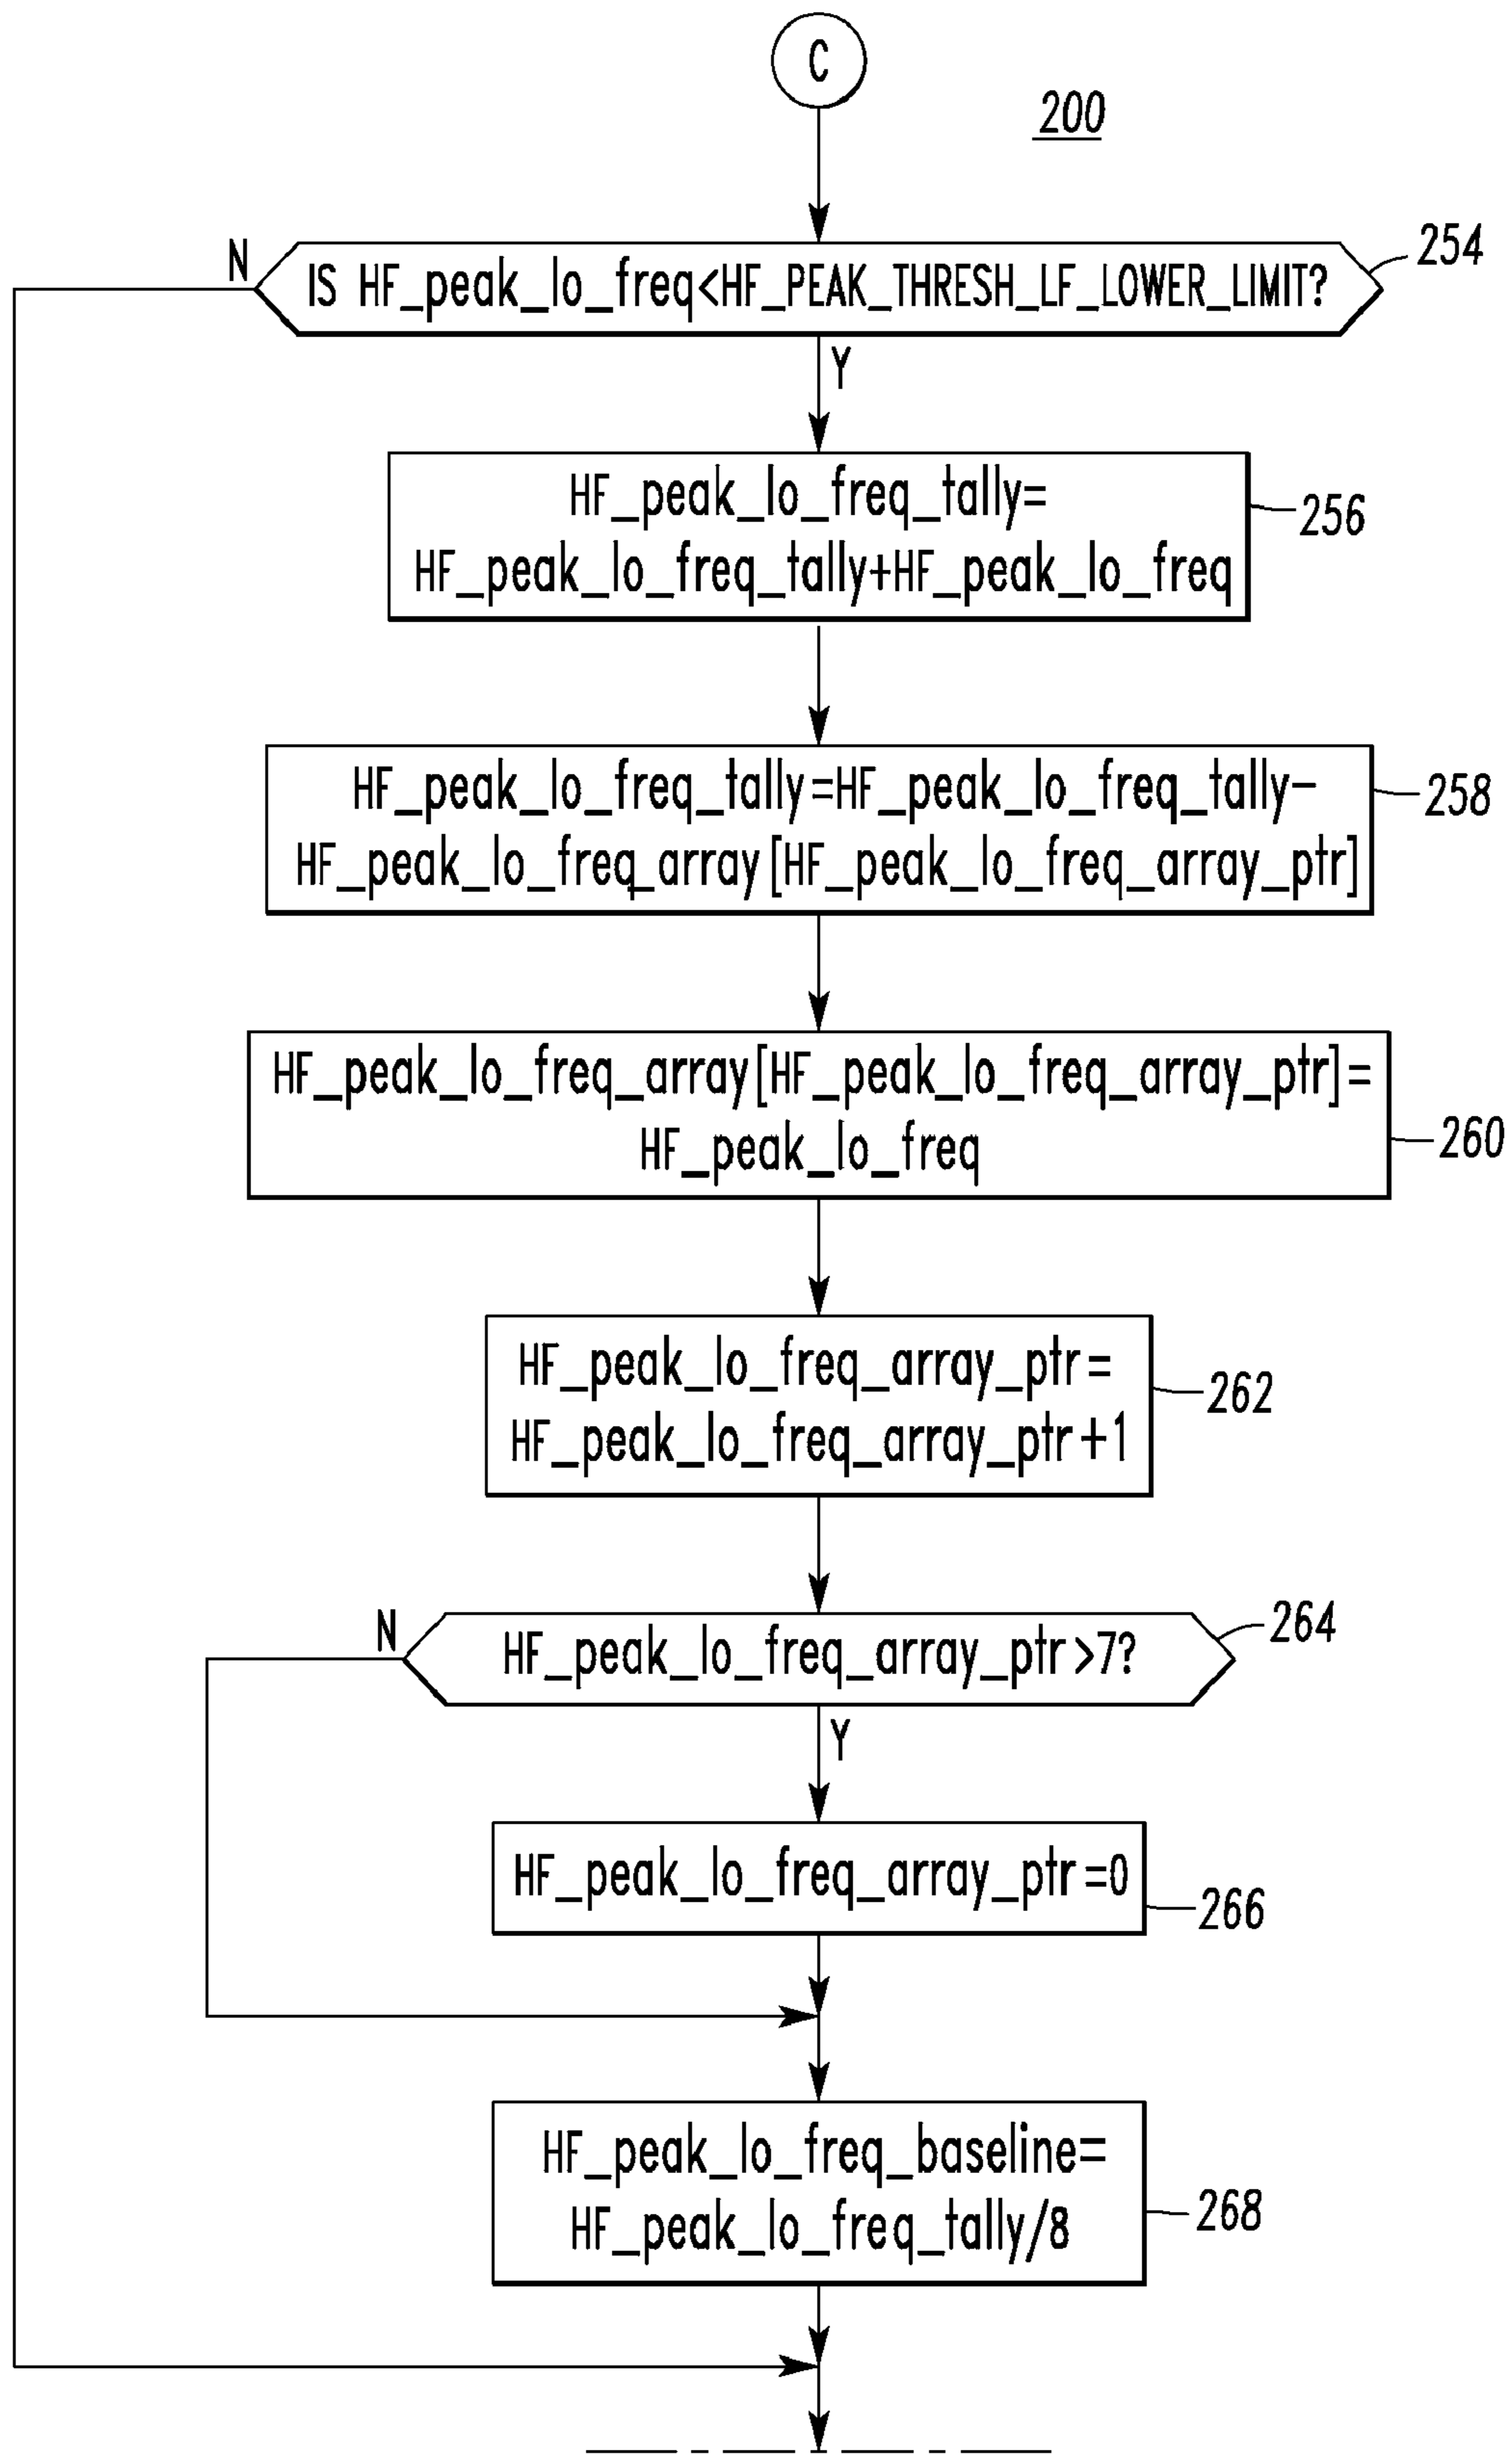 C
200
N
IS HF_peak_lo_freq<HF_PEAK_THRESH_LF_LOWER_LIMIT?
254
Y
HF_peak_lo_freq_tally=
HF_peak_lo_freq_tally+HF_peak_lo_freq
256
HF_peak_lo_freq_tally=HF_peak_lo_freq_tally-
HF_peak_lo_freq_array[HF_peak_lo_freq_array_ptr]
258
HF_peak_lo_freq_array[HF_peak_lo_freq_array_ptr]=
HF_peak_lo_freq
260
HF_peak_lo_freq_array_ptr=
HF_peak_lo_freq_array_ptr+1
262
N
HF_peak_lo_freq_array_ptr>7?
264
Y
HF_peak_lo_freq_array_ptr=0
266
HF_peak_lo_freq_baseline=
HF_peak_lo_freq_tally/8
268